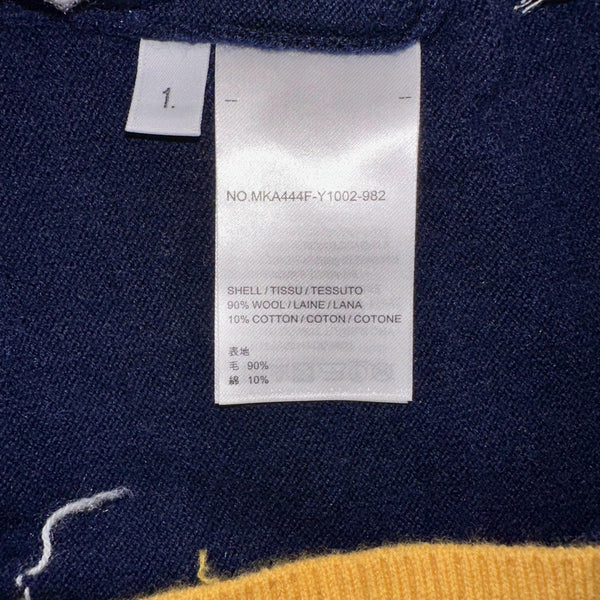 1.
NO.MKA444F-Y1002-982
SHELL / TISSU / TESSUTO
90% WOOL / LAINE / LANA
10% COTTON / COTON / COTONE
表地
毛 90%
綿 10%